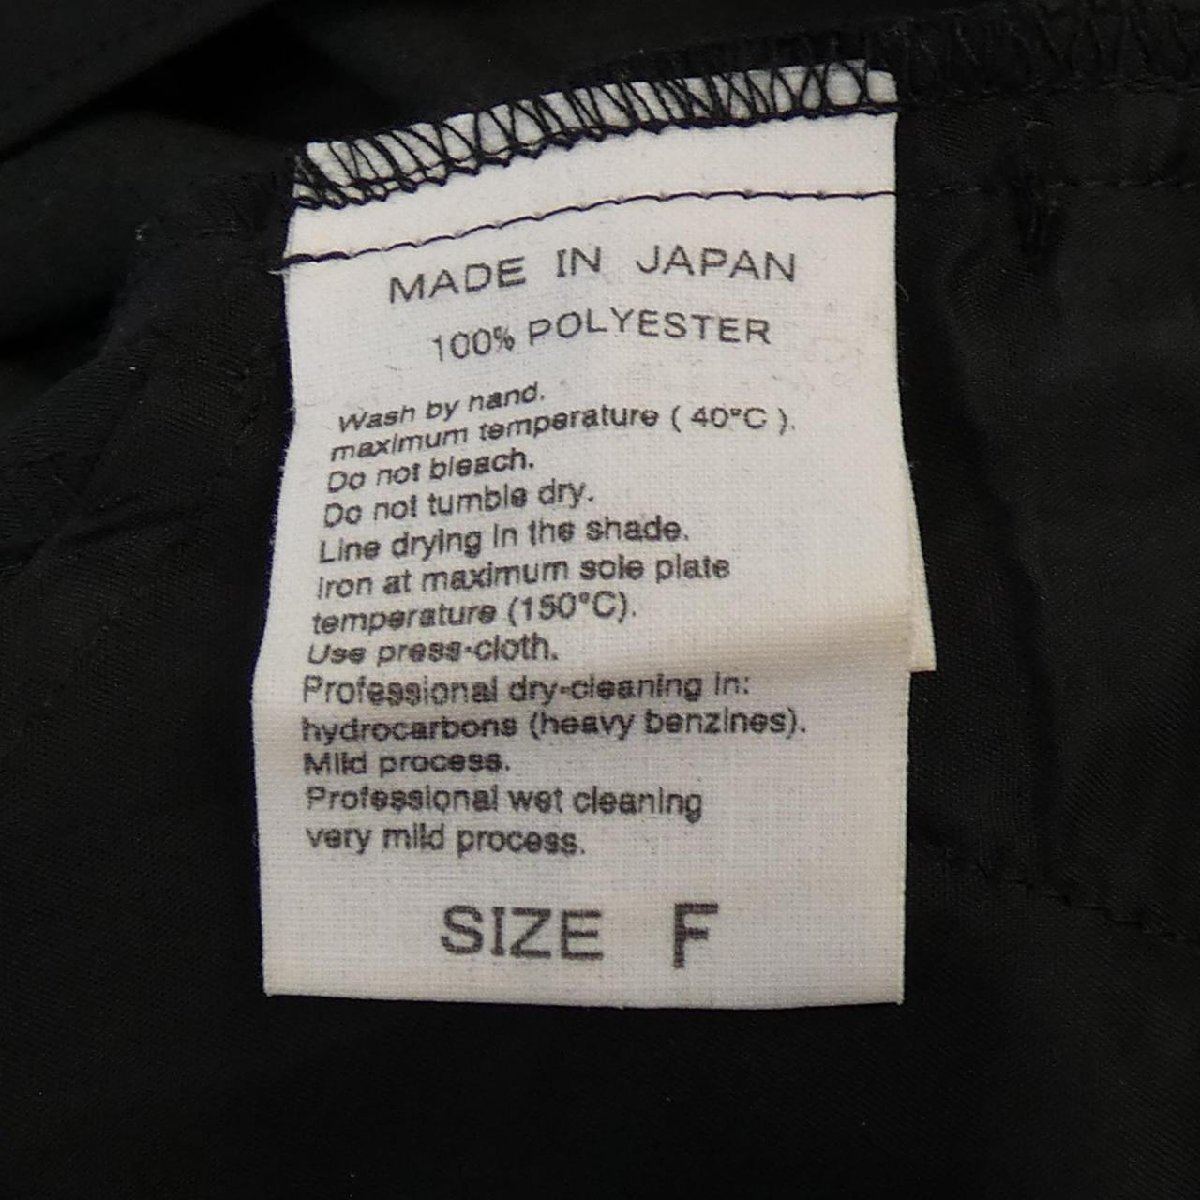 MADE IN JAPAN
100% POLYESTER
Wash by hand.
maximum temperature ( 40°C ).
Do not bleach.
Do not tumble dry.
Line drying in the shade.
Iron at maximum sole plate
temperature (150°C).
Use press-cloth.
Professional dry-cleaning in:
hydrocarbons (heavy benzines).
Mild process.
Professional wet cleaning
very mild process.
SIZE F